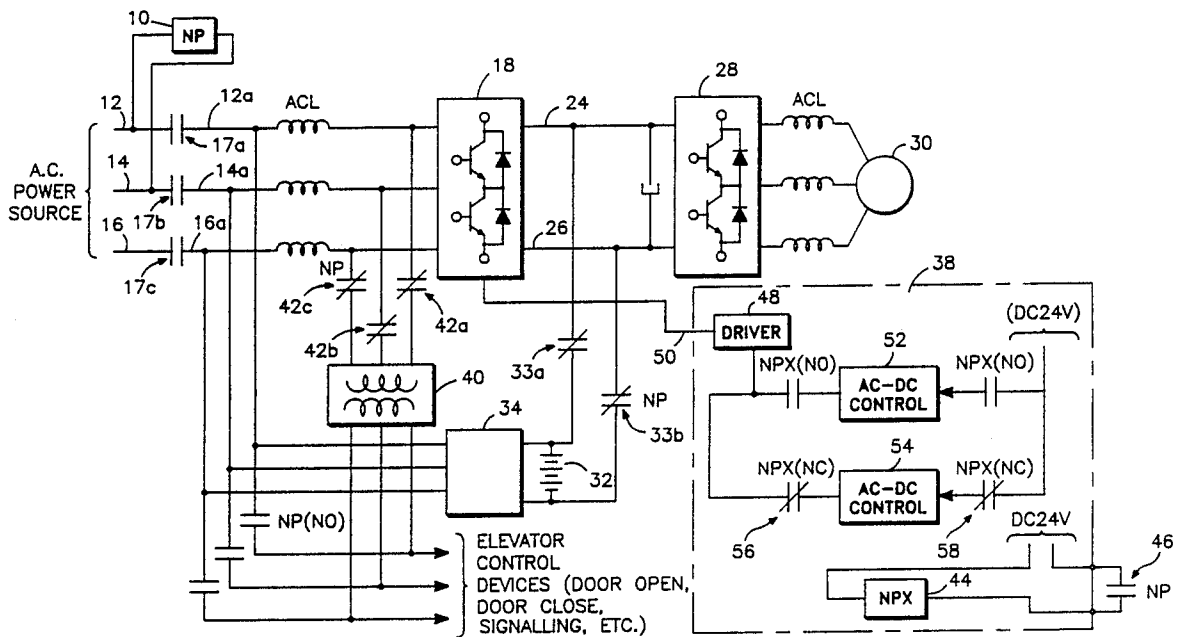 10
NP
18
28
12
12a
ACL
24
ACL
30
17a
A.C.
POWER
SOURCE
14
14a
17b
16
16a
17c
26
NP
42c
42a
42b
38
48
DRIVER
50
(DC24V)
33a
40
NPX(NO)
52
AC-DC
CONTROL
NPX(NO)
NP
33b
34
32
NPX(NC)
54
AC-DC
CONTROL
NPX(NC)
56
58
NP(NO)
DC24V
46
NP
44
NPX
ELEVATOR
CONTROL
DEVICES (DOOR OPEN,
DOOR CLOSE,
SIGNALLING, ETC.)